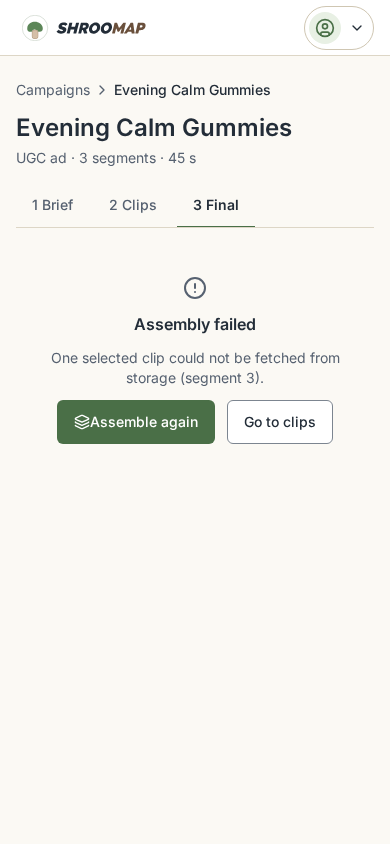 SHROOMAP
Campaigns > Evening Calm Gummies
Evening Calm Gummies
UGC ad · 3 segments · 45 s
1 Brief 2 Clips 3 Final
Assembly failed
One selected clip could not be fetched from
storage (segment 3).
Assemble again Go to clips